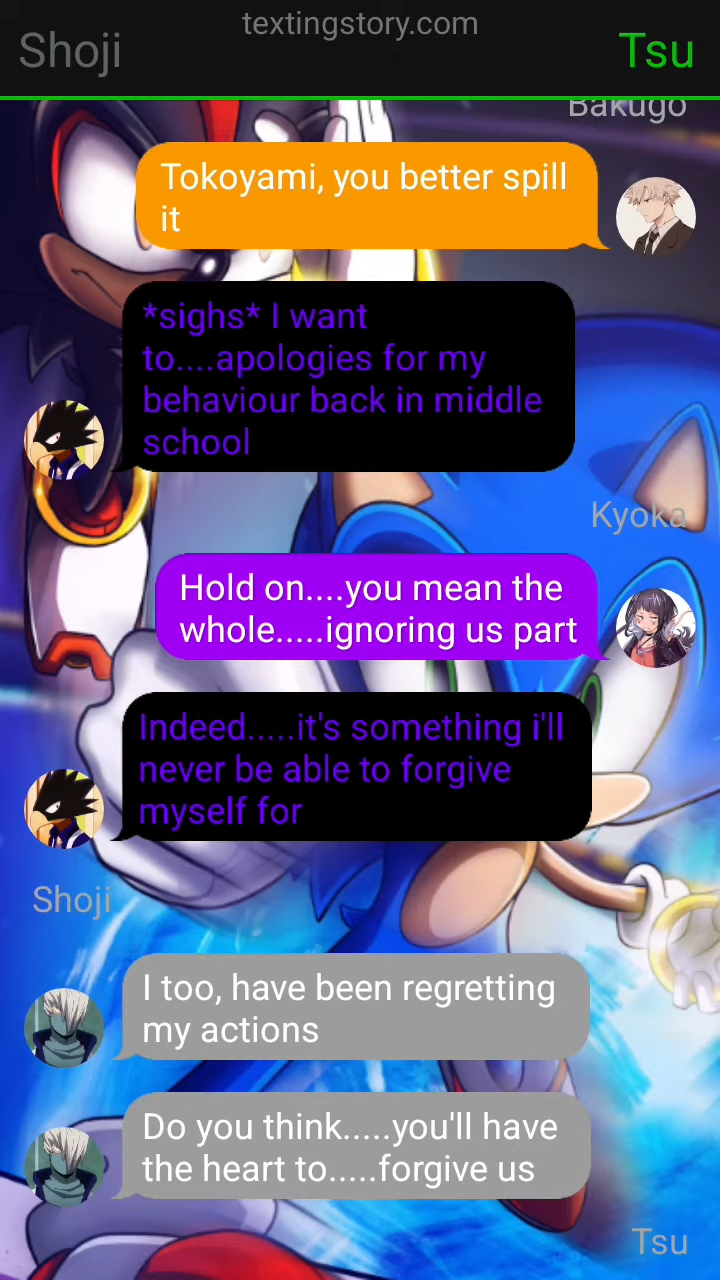 textingstory.com
Shoji
Tsu
Bakugo
Tokoyami, you better spill
it
*sighs* I want
to....apologies for my
behaviour back in middle
school
Kyoka
Hold on....you mean the
whole.....ignoring us part
Indeed.....it's something i'll
never be able to forgive
myself for
Shoji
I too, have been regretting
my actions
Do you think.....you'll have
the heart to.....forgive us
Tsu